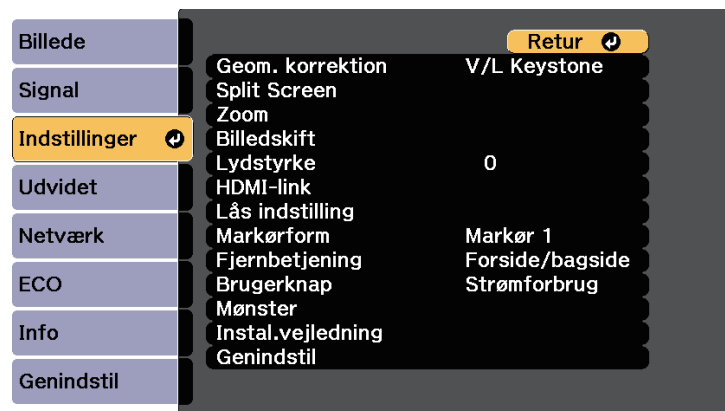 Billede
Signal
Indstillinger
Udvidet
Netværk
ECO
Info
Genindstil
Retur
Geom. korrektion V/L Keystone
Split Screen
Zoom
Billedskift
Lydstyrke 0
HDMI-link
Lås indstilling
Markørform Markør 1
Fjernbetjening Forside/bagside
Brugerknap Strømforbrug
Mønster
Instal.vejledning
Genindstil